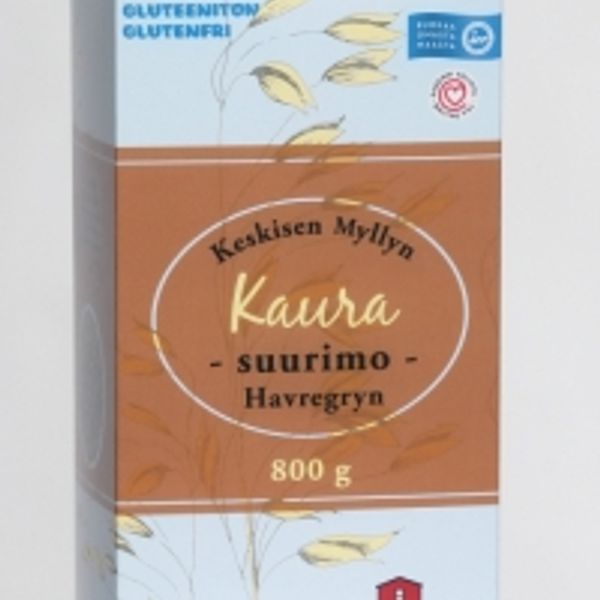 GLUTEENITON
GLUTENFRI
Keskisen Myllyn
Kaura
- suurimo -
Havregryn
800 g